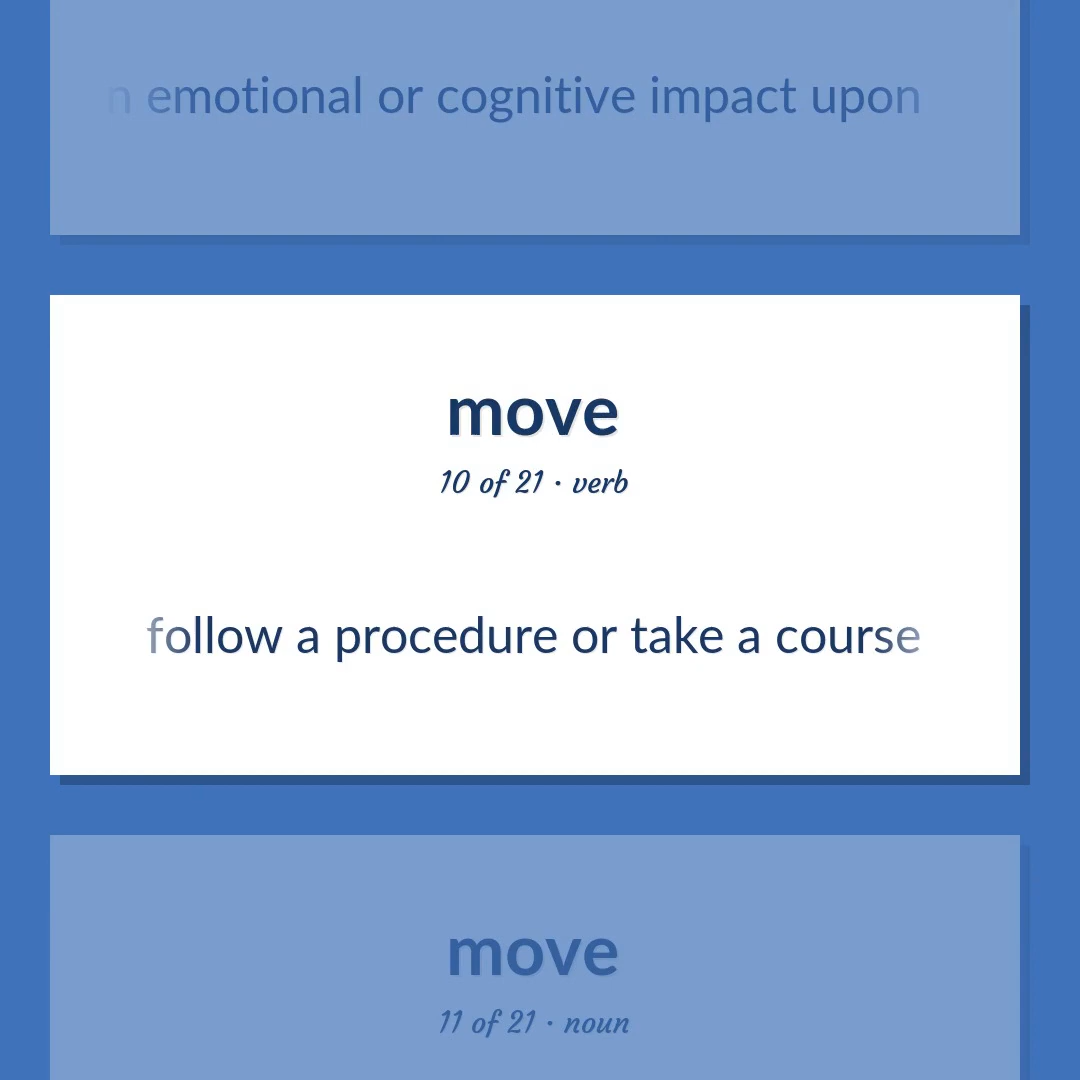 n emotional or cognitive impact upon
move
10 of 21 · verb
follow a procedure or take a course
move
11 of 21 · noun